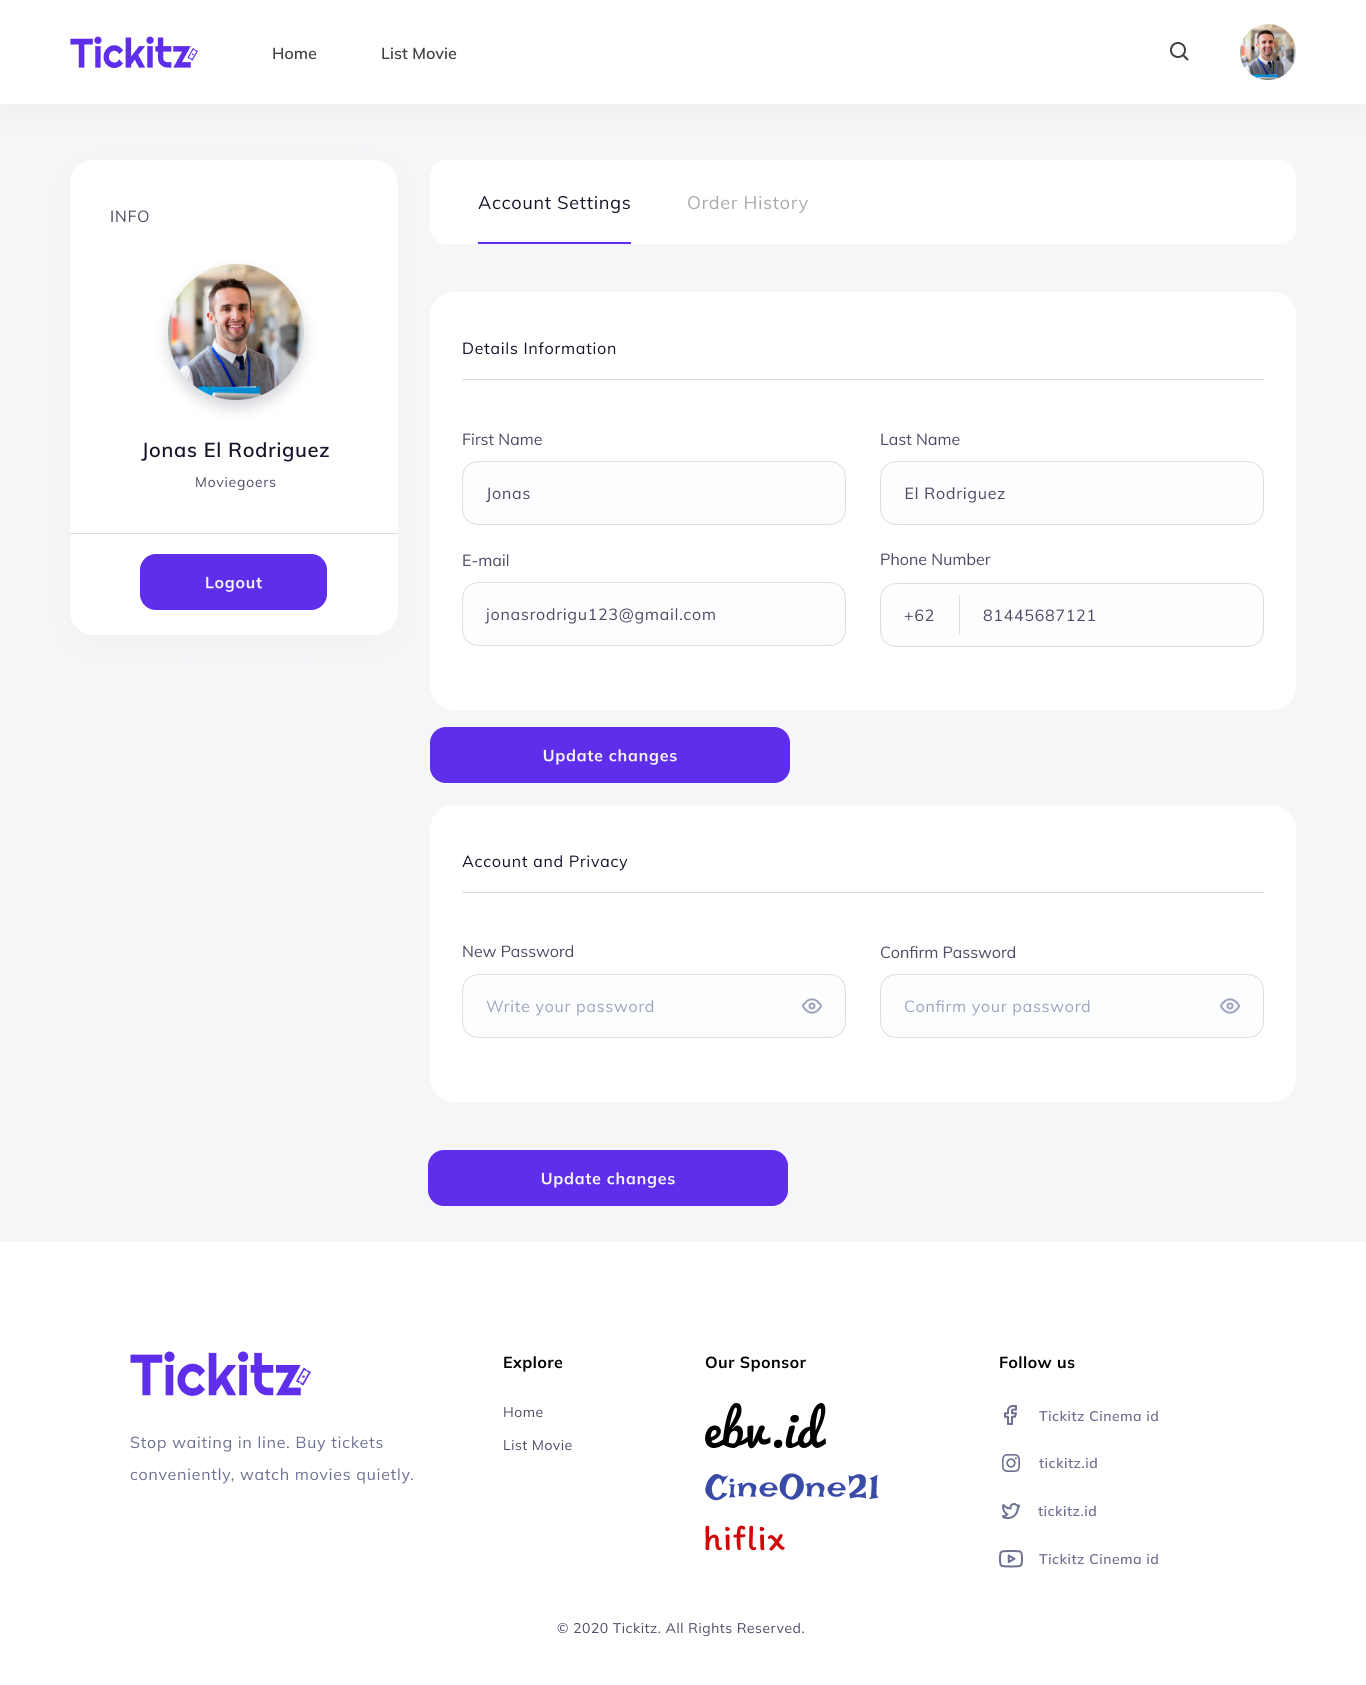 Tickitz
Home
List Movie
INFO
Jonas El Rodriguez
Moviegoers
Logout
Account Settings
Order History
Details Information
First Name
Last Name
Jonas
El Rodriguez
E-mail
Phone Number
jonasrodrigu123@gmail.com
+62
81445687121
Update changes
Account and Privacy
New Password
Confirm Password
Write your password
Confirm your password
Update changes
Tickitz
Stop waiting in line. Buy tickets
conveniently, watch movies quietly.
Explore
Home
List Movie
Our Sponsor
ebv.id
CineOne21
hiflix
Follow us
Tickitz Cinema id
tickitz.id
tickitz.id
Tickitz Cinema id
© 2020 Tickitz. All Rights Reserved.